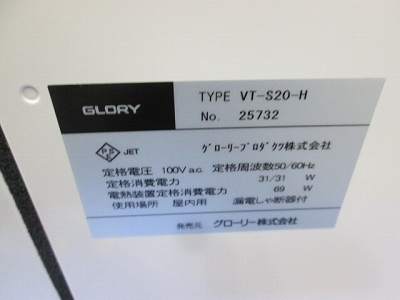 GLORY
TYPE VT-S20-H
No. 25732
PSE JET グローリープロダクツ株式会社
定格電圧 100V a.c. 定格周波数50/60Hz
定格消費電力 31/31 W
電熱装置定格消費電力 69 W
使用場所 屋内用 漏電しゃ断器付
発売元 グローリー株式会社